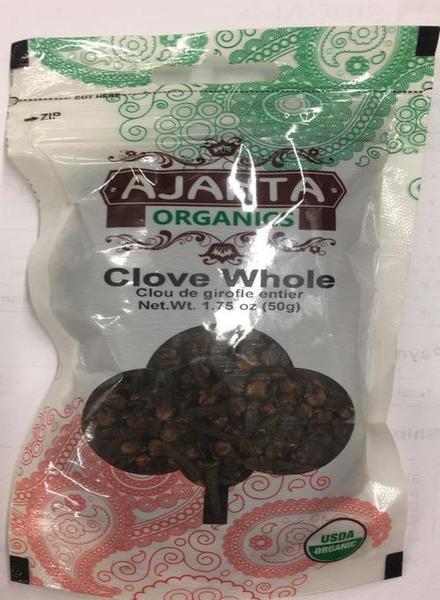 CUT HERE
ZIP
AJANTA
ORGANICS
Clove Whole
Clou de girofle entier
Net.Wt. 1.75 oz (50g)
USDA
ORGANIC